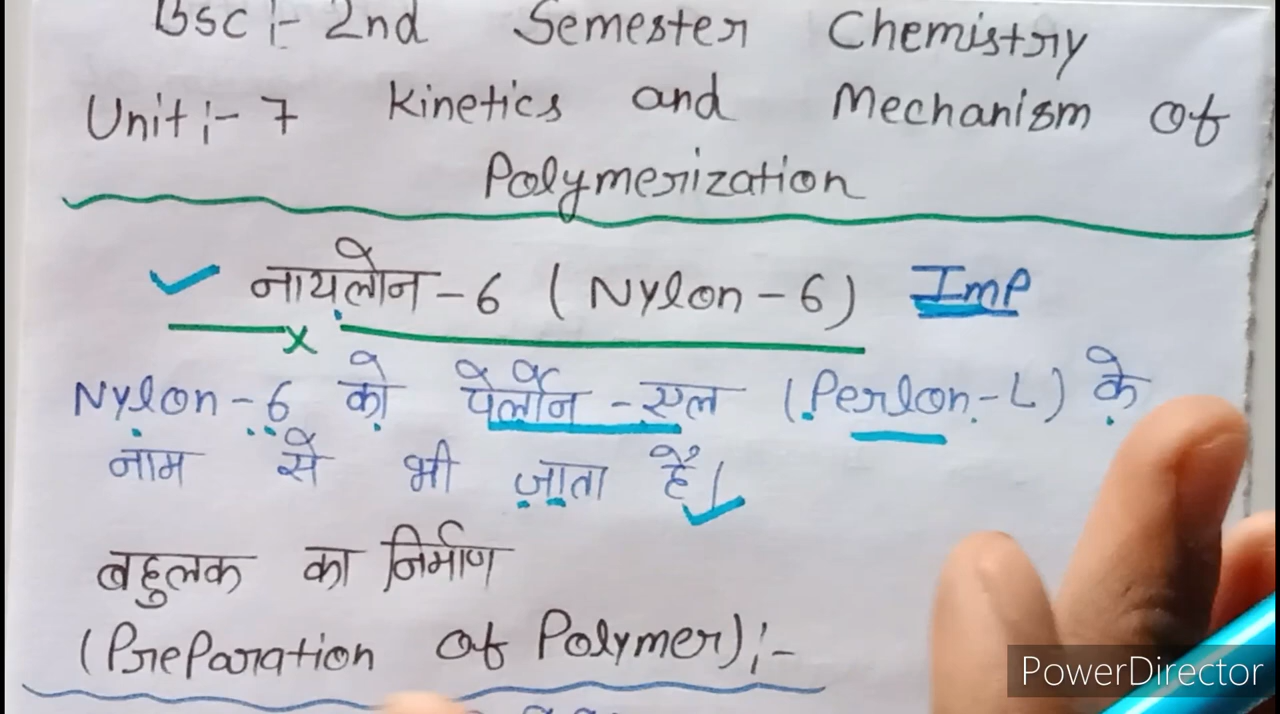 Bsc:- 2nd Semester Chemistry
Unit:- 7 Kinetics and Mechanism of
Polymerization
नायलोन - 6 (Nylon - 6) Imp
Nylon - 6 को पेर्लोन - एल (Perlon - L) के
नाम से भी जाता है।
बहुलक का निर्माण
(Preparation of Polymer):-
PowerDirector